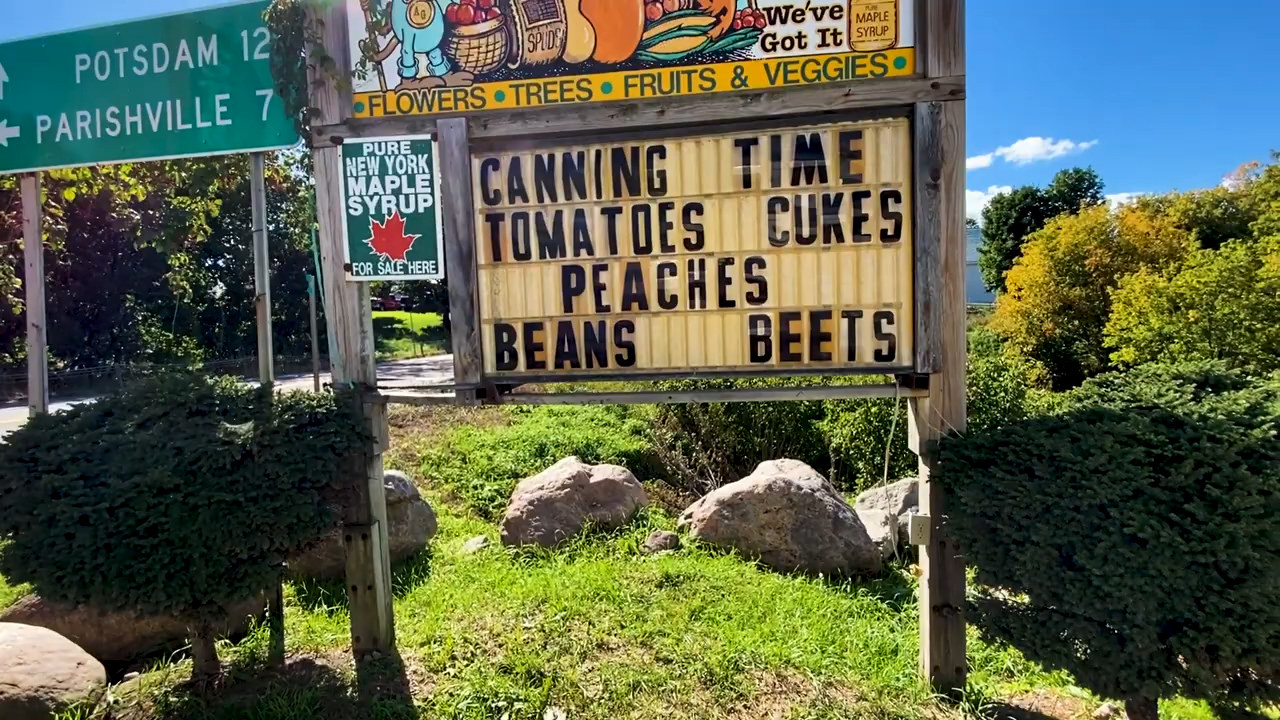 POTSDAM 12
PARISHVILLE 7
A&G
SPUDS
We've
Got It
PURE
MAPLE
SYRUP
FLOWERS • TREES • FRUITS & VEGGIES
PURE
NEW YORK
MAPLE
SYRUP
FOR SALE HERE
CANNING TIME
TOMATOES CUKES
PEACHES
BEANS BEETS